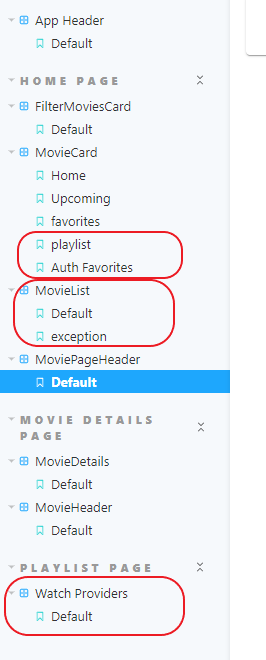 App Header
Default
HOME PAGE
FilterMoviesCard
Default
MovieCard
Home
Upcoming
favorites
playlist
Auth Favorites
MovieList
Default
exception
MoviePageHeader
Default
MOVIE DETAILS
PAGE
MovieDetails
Default
MovieHeader
Default
PLAYLIST PAGE
Watch Providers
Default